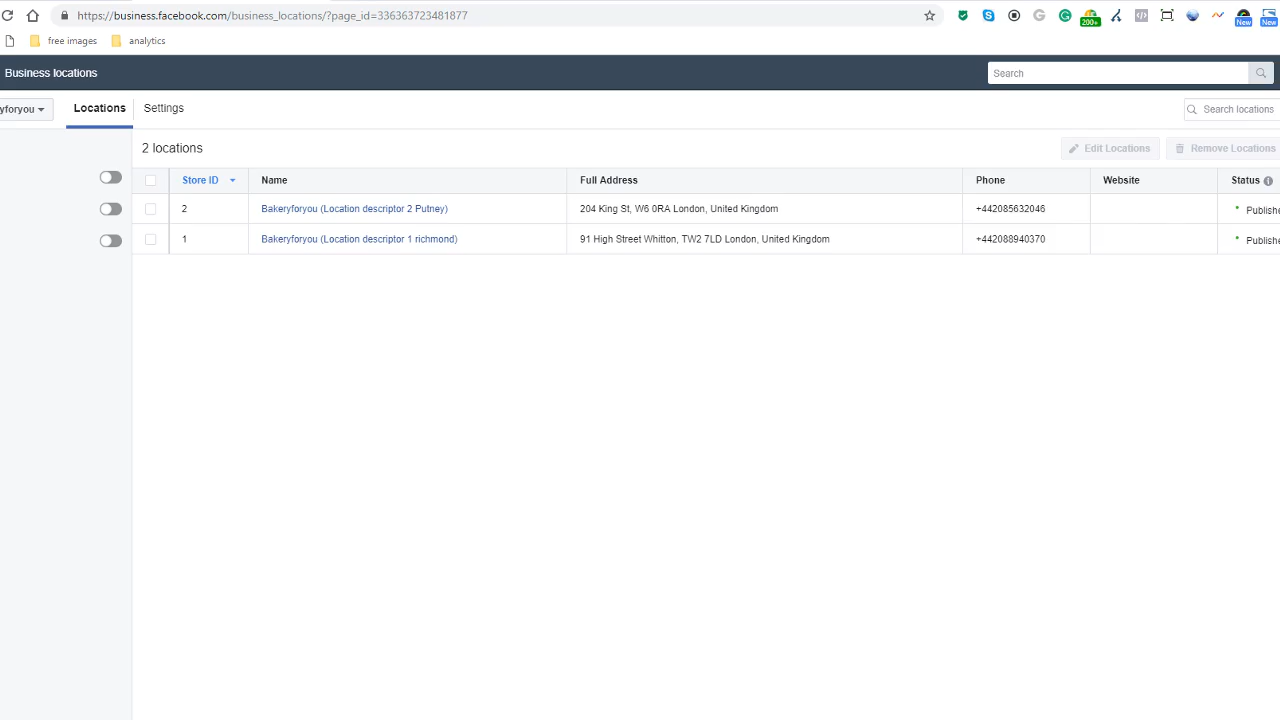 https://business.facebook.com/business_locations/?page_id=336363723481877
200+
New
New
free images
analytics
Business locations
Search
yforyou
Locations
Settings
Search locations
2 locations
Edit Locations
Remove Locations
Store ID
Name
Full Address
Phone
Website
Status
2
Bakeryforyou (Location descriptor 2 Putney)
204 King St, W6 0RA London, United Kingdom
+442085632046
Publishe
1
Bakeryforyou (Location descriptor 1 richmond)
91 High Street Whitton, TW2 7LD London, United Kingdom
+442088940370
Publishe